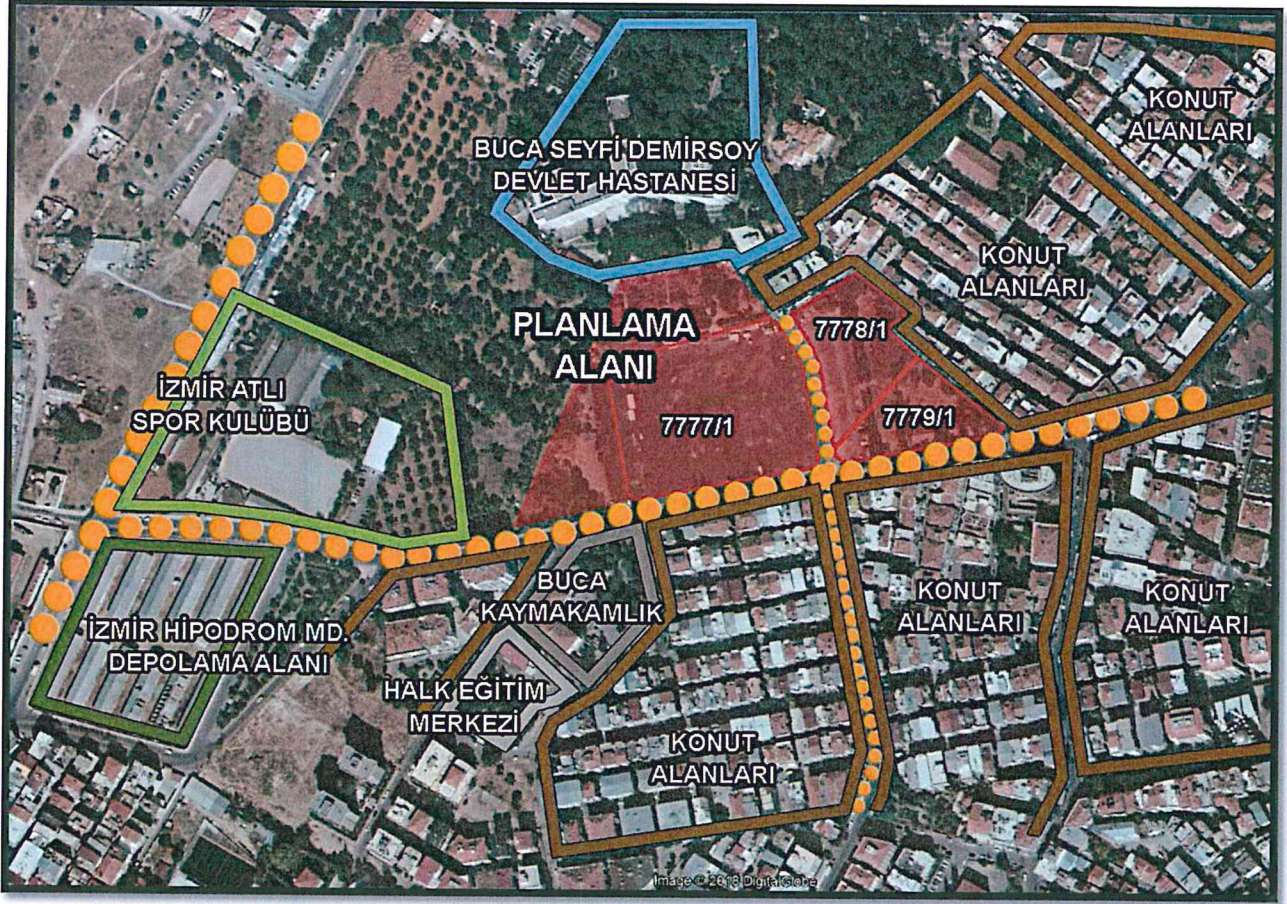 KONUT
ALANLARI
BUCA SEYFİ DEMİRSOY
DEVLET HASTANESİ
KONUT
ALANLARI
PLANLAMA
ALANI
7778/1
İZMİR ATLI
SPOR KULÜBÜ
7777/1
7779/1
BUCA
KAYMAKAMLIK
KONUT
ALANLARI
KONUT
ALANLARI
İZMİR HİPODROM MD.
DEPOLAMA ALANI
HALK EĞİTİM
MERKEZİ
KONUT
ALANLARI
Image © 2018 DigitalGlobe